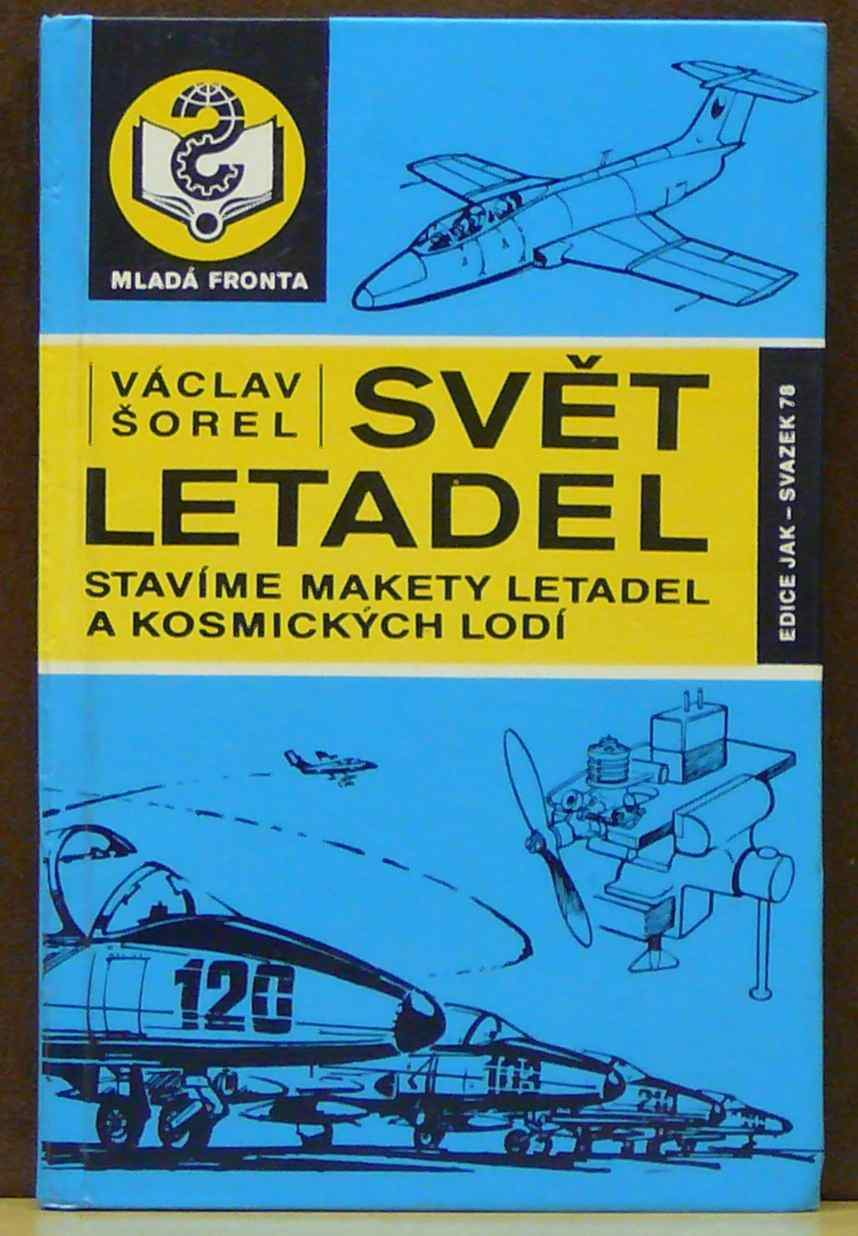 MLADÁ FRONTA
VÁCLAV
ŠOREL
SVĚT
LETADEL
STAVÍME MAKETY LETADEL
A KOSMICKÝCH LODÍ
EDICE JAK – SVAZEK 78
120